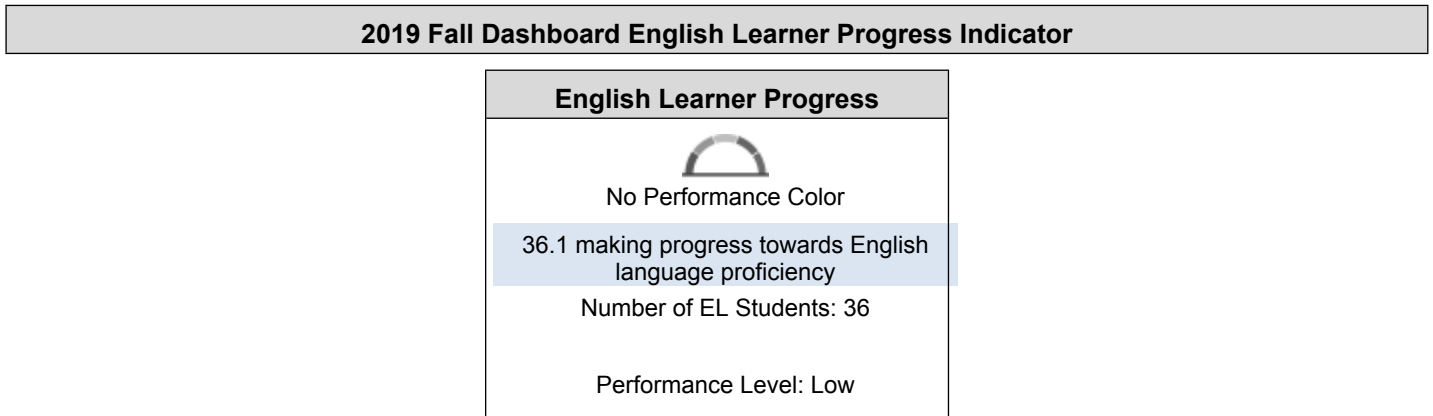 2019 Fall Dashboard English Learner Progress Indicator
English Learner Progress
No Performance Color
36.1 making progress towards English
language proficiency
Number of EL Students: 36
Performance Level: Low